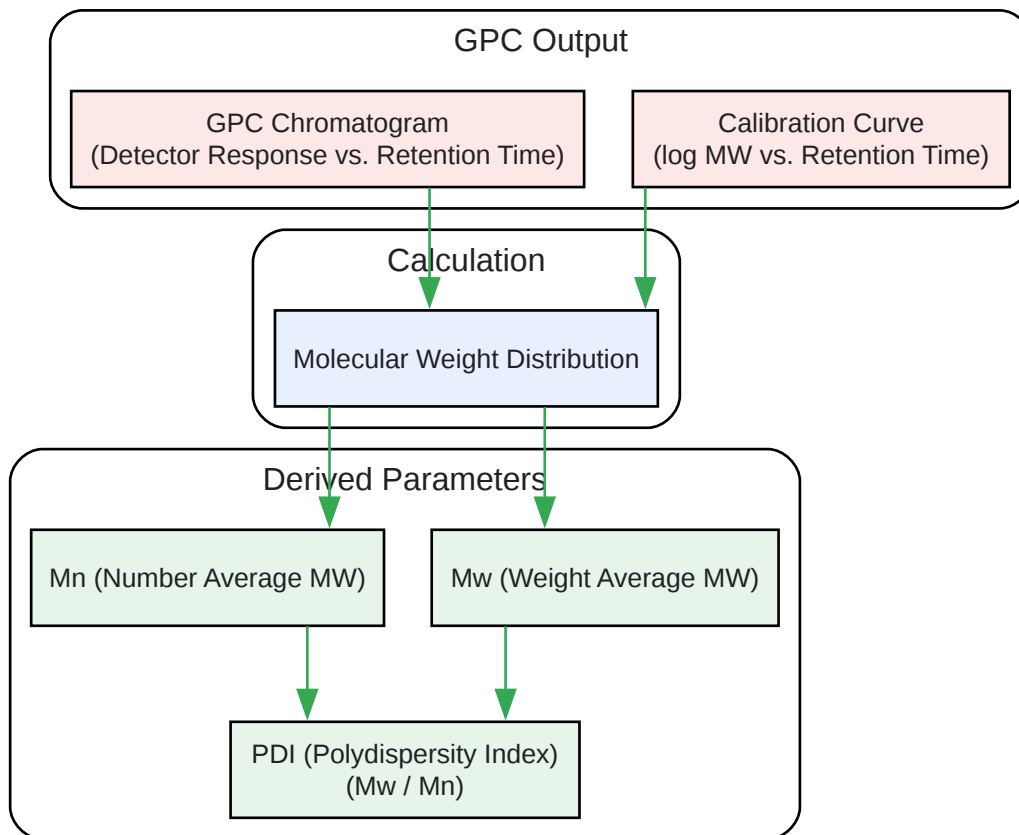 GPC Output
GPC Chromatogram
(Detector Response vs. Retention Time)
Calibration Curve
(log MW vs. Retention Time)
Calculation
Molecular Weight Distribution
Derived Parameters
Mn (Number Average MW)
Mw (Weight Average MW)
PDI (Polydispersity Index)
(Mw / Mn)